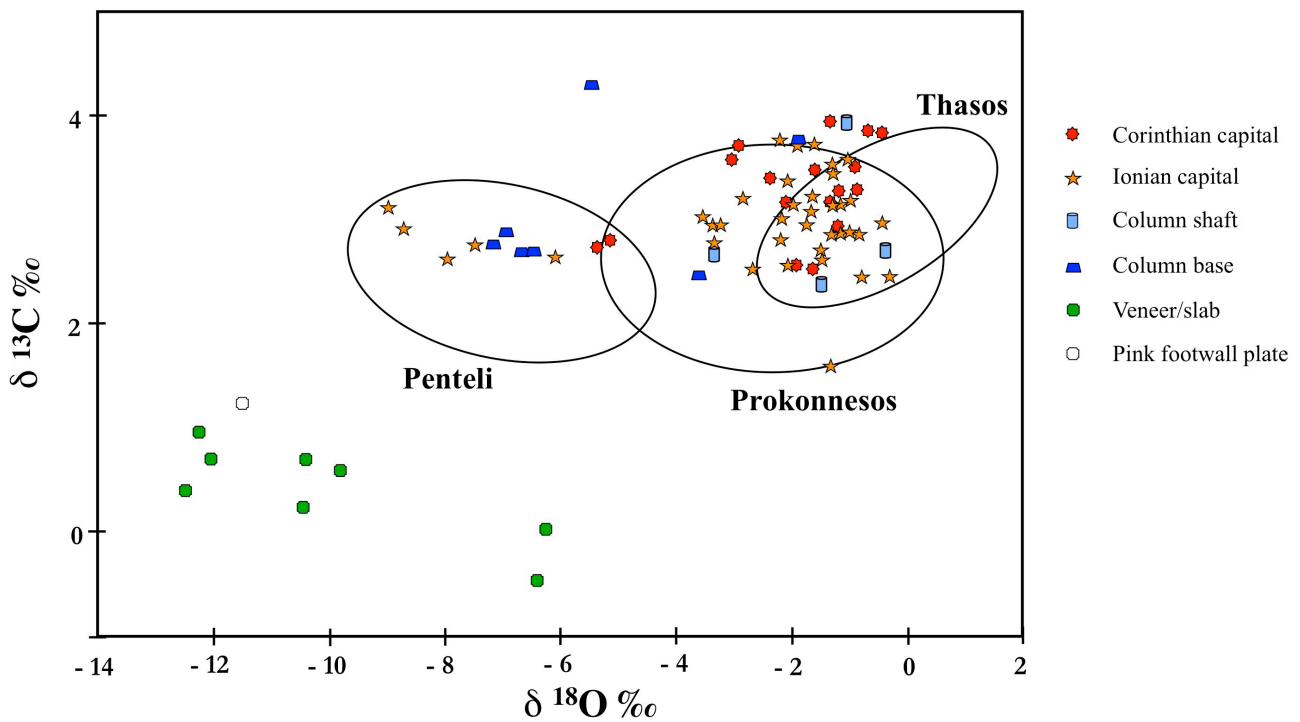 Thasos
4
Corinthian capital
Ionian capital
Column shaft
Column base
Veneer/slab
Pink footwall plate
δ 13C ‰
2
Penteli
Prokonnesos
0
- 14
- 12
- 10
- 8
- 6
- 4
- 2
0
2
δ 18O ‰